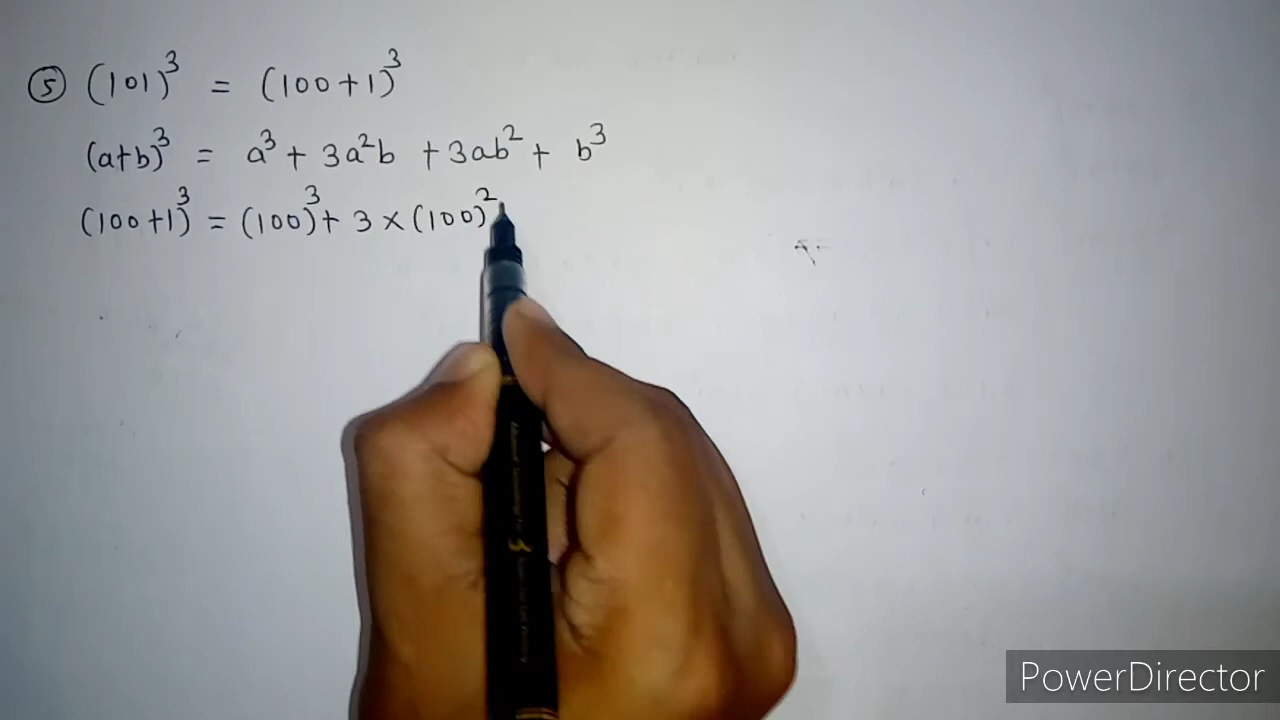 ⑤ (101)³ = (100+1)³
(a+b)³ = a³ + 3a²b + 3ab² + b³
(100+1)³ = (100)³ + 3 × (100)²
PowerDirector